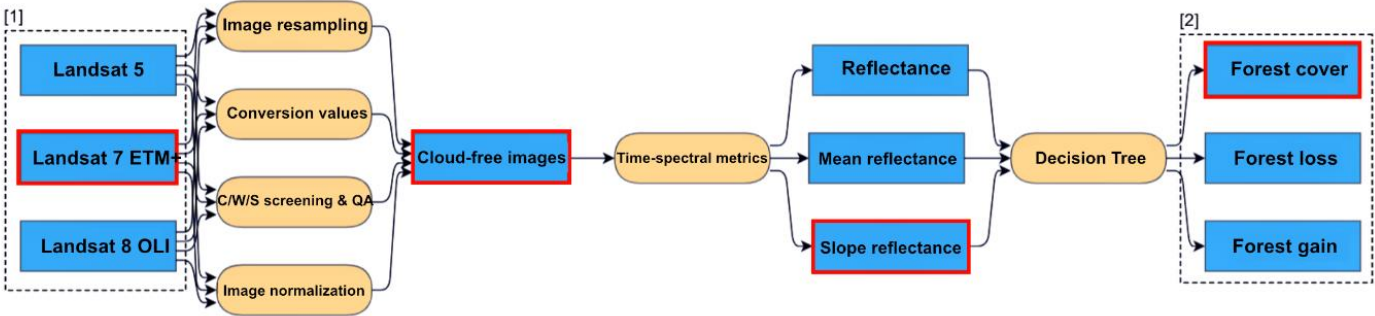 [1]
Landsat 5
Landsat 7 ETM+
Landsat 8 OLI
Image resampling
Conversion values
C/W/S screening & QA
Image normalization
Cloud-free images
Time-spectral metrics
Reflectance
Mean reflectance
Slope reflectance
Decision Tree
[2]
Forest cover
Forest loss
Forest gain